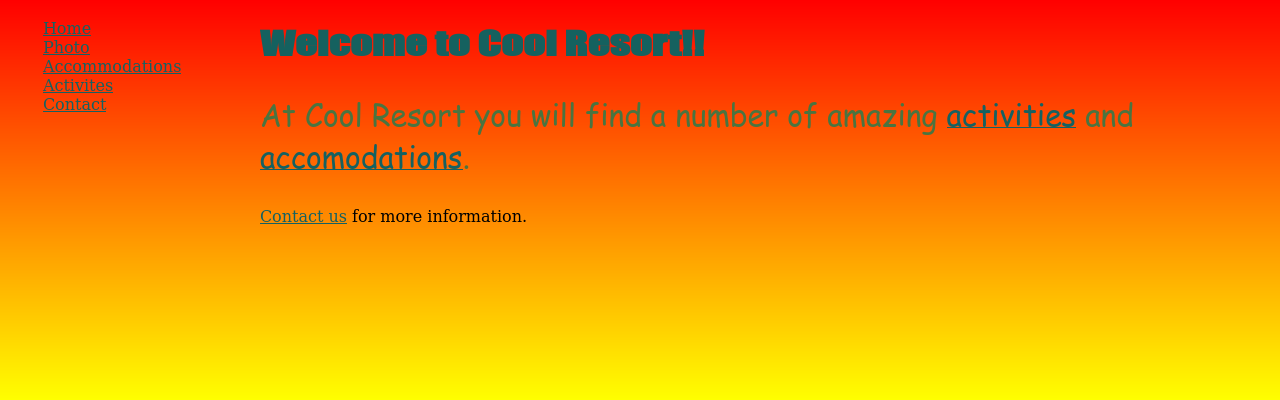 Home
Photo
Accommodations
Activites
Contact
Welcome to Cool Resort!!
At Cool Resort you will find a number of amazing activities and
accomodations.
Contact us for more information.